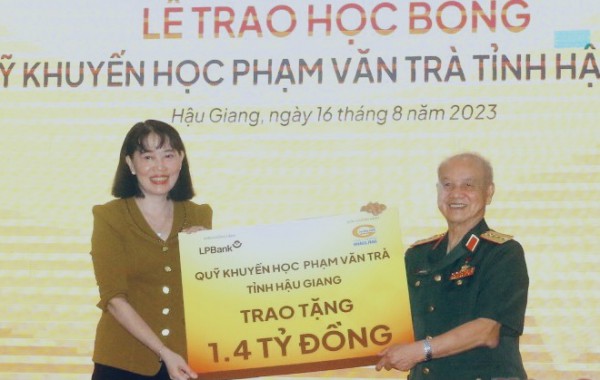 LỄ TRAO HỌC BỔNG
Ỹ KHUYẾN HỌC PHẠM VĂN TRÀ TỈNH HẬ
Hậu Giang, ngày 16 tháng 8 năm 2023
LPBank
QUỸ KHUYẾN HỌC PHẠM VĂN TRÀ
TỈNH HẬU GIANG
TRAO TẶNG
1.4 TỶ ĐỒNG